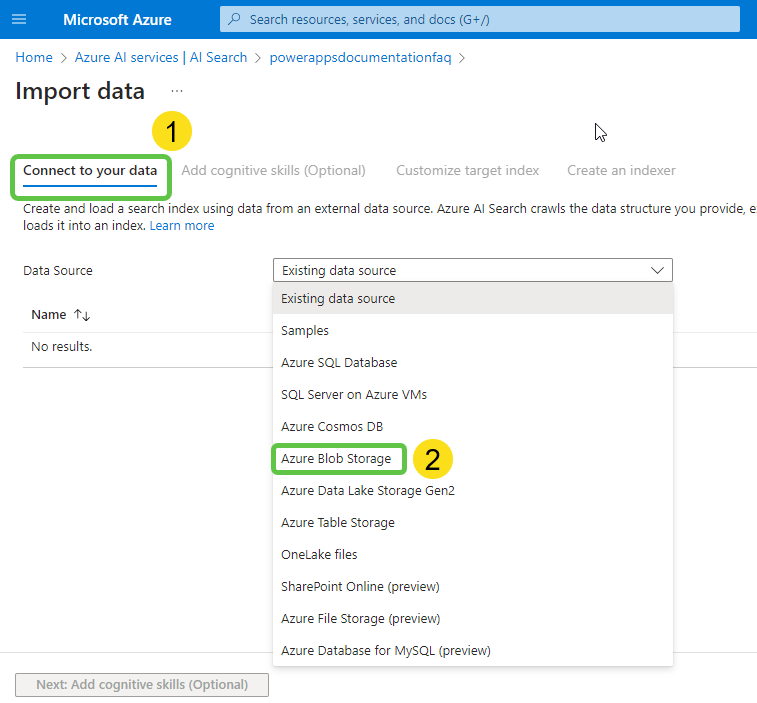 Microsoft Azure
Search resources, services, and docs (G+/)
Home > Azure AI services | AI Search > powerappsdocumentationfaq >
Import data ...
1
Connect to your data Add cognitive skills (Optional) Customize target index Create an indexer
Create and load a search index using data from an external data source. Azure AI Search crawls the data structure you provide, e
loads it into an index. Learn more
Data Source Existing data source
Existing data source
Name ↑↓
Samples
No results.
Azure SQL Database
SQL Server on Azure VMs
Azure Cosmos DB
Azure Blob Storage 2
Azure Data Lake Storage Gen2
Azure Table Storage
OneLake files
SharePoint Online (preview)
Azure File Storage (preview)
Azure Database for MySQL (preview)
Next: Add cognitive skills (Optional)